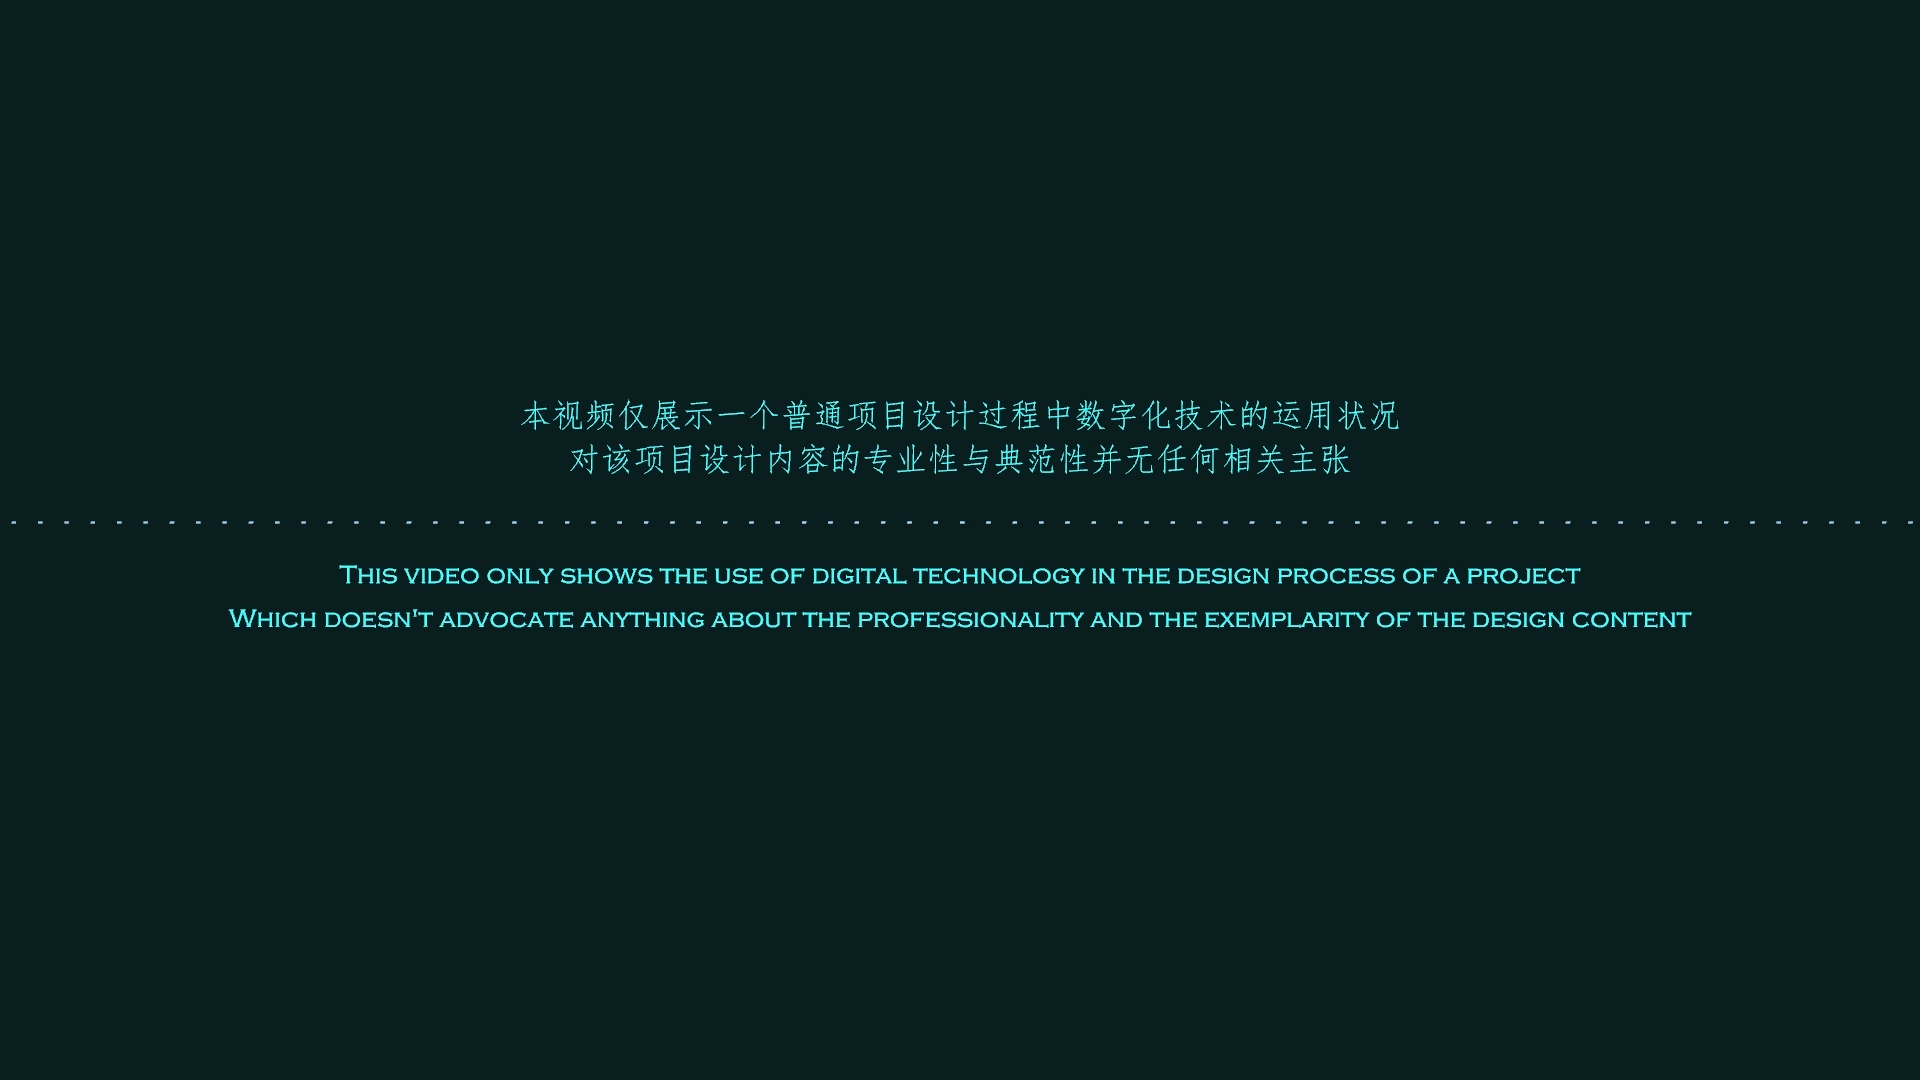 本视频仅展示一个普通项目设计过程中数字化技术的运用状况
对该项目设计内容的专业性与典范性并无任何相关主张
This video only shows the use of digital technology in the design process of a project
Which doesn't advocate anything about the professionality and the exemplarity of the design content